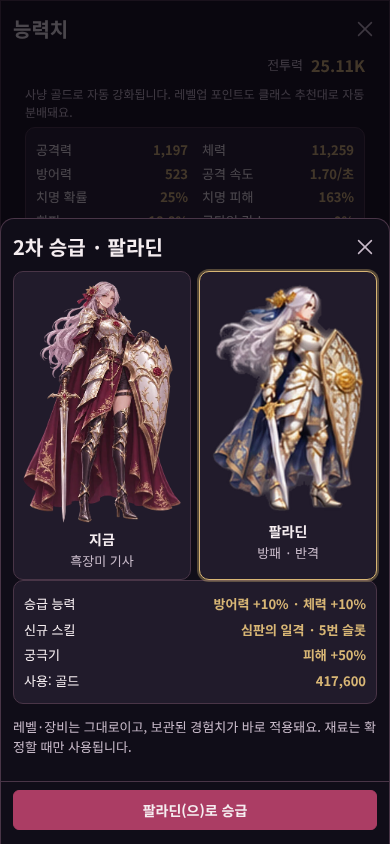 능력치
전투력 25.11K
사냥 골드로 자동 강화됩니다. 레벨업 포인트도 클래스 추천대로 자동
분배돼요.
공격력 1,197 체력 11,259
방어력 523 공격 속도 1.70/초
치명 확률 25% 치명 피해 163%
2차 승급 · 팔라딘
지금
흑장미 기사
팔라딘
방패 · 반격
승급 능력 방어력 +10% · 체력 +10%
신규 스킬 심판의 일격 · 5번 슬롯
궁극기 피해 +50%
사용: 골드 417,600
레벨·장비는 그대로이고, 보관된 경험치가 바로 적용돼요. 재료는 확
정할 때만 사용됩니다.
팔라딘(으)로 승급